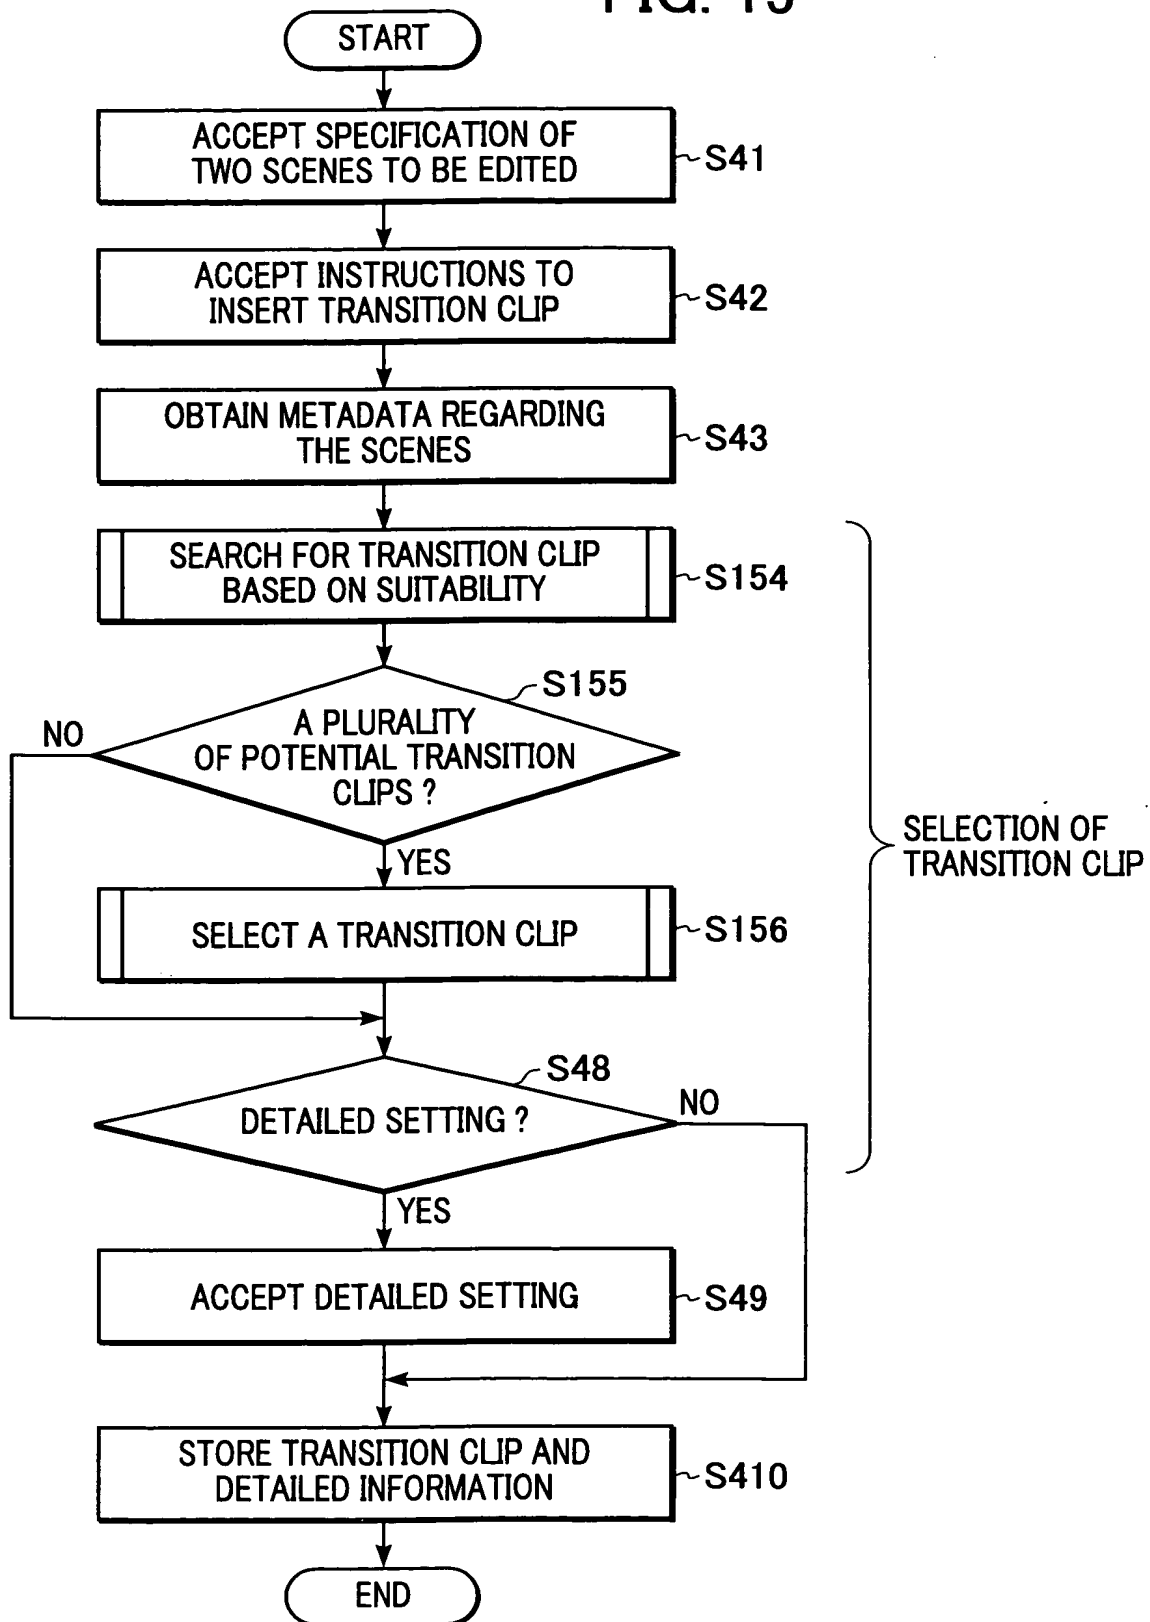 FIG. 15
START
ACCEPT SPECIFICATION OF
TWO SCENES TO BE EDITED
S41
ACCEPT INSTRUCTIONS TO
INSERT TRANSITION CLIP
S42
OBTAIN METADATA REGARDING
THE SCENES
S43
SEARCH FOR TRANSITION CLIP
BASED ON SUITABILITY
S154
S155
A PLURALITY
OF POTENTIAL TRANSITION
CLIPS ?
NO
YES
SELECTION OF
TRANSITION CLIP
SELECT A TRANSITION CLIP
S156
S48
DETAILED SETTING ?
NO
YES
ACCEPT DETAILED SETTING
S49
STORE TRANSITION CLIP AND
DETAILED INFORMATION
S410
END